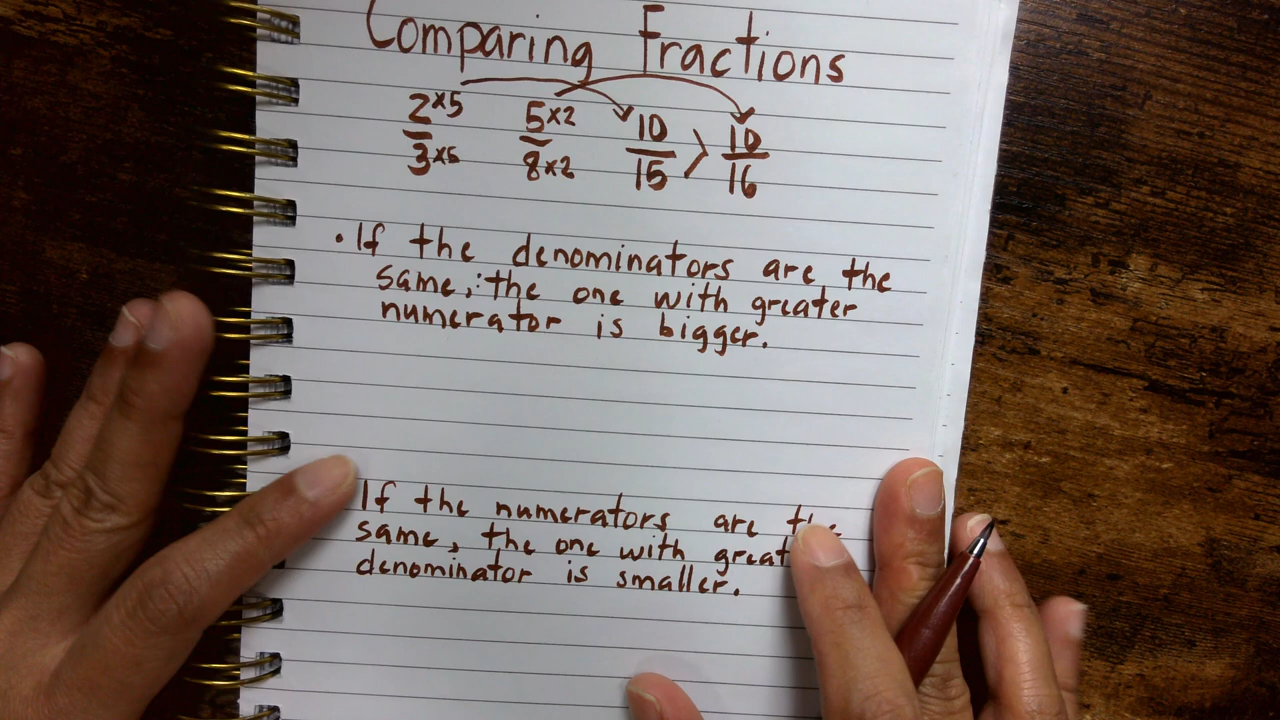 Comparing Fractions
2×5 5×2 10 > 10
3×5 8×2 15 16
• If the denominators are the
same, the one with greater
numerator is bigger.
If the numerators are the
same, the one with great
denominator is smaller.